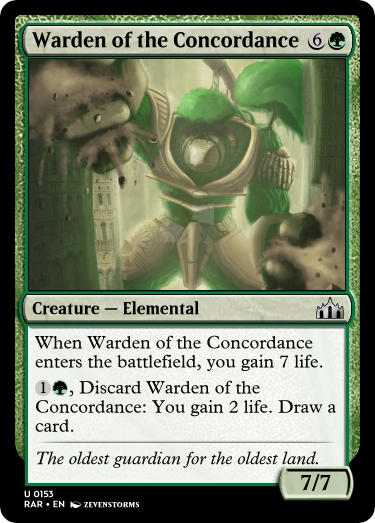 Warden of the Concordance 6
Creature — Elemental
When Warden of the Concordance
enters the battlefield, you gain 7 life.
1, Discard Warden of the
Concordance: You gain 2 life. Draw a
card.
The oldest guardian for the oldest land.
7/7
U 0153
RAR • EN ZEVENSTORMS